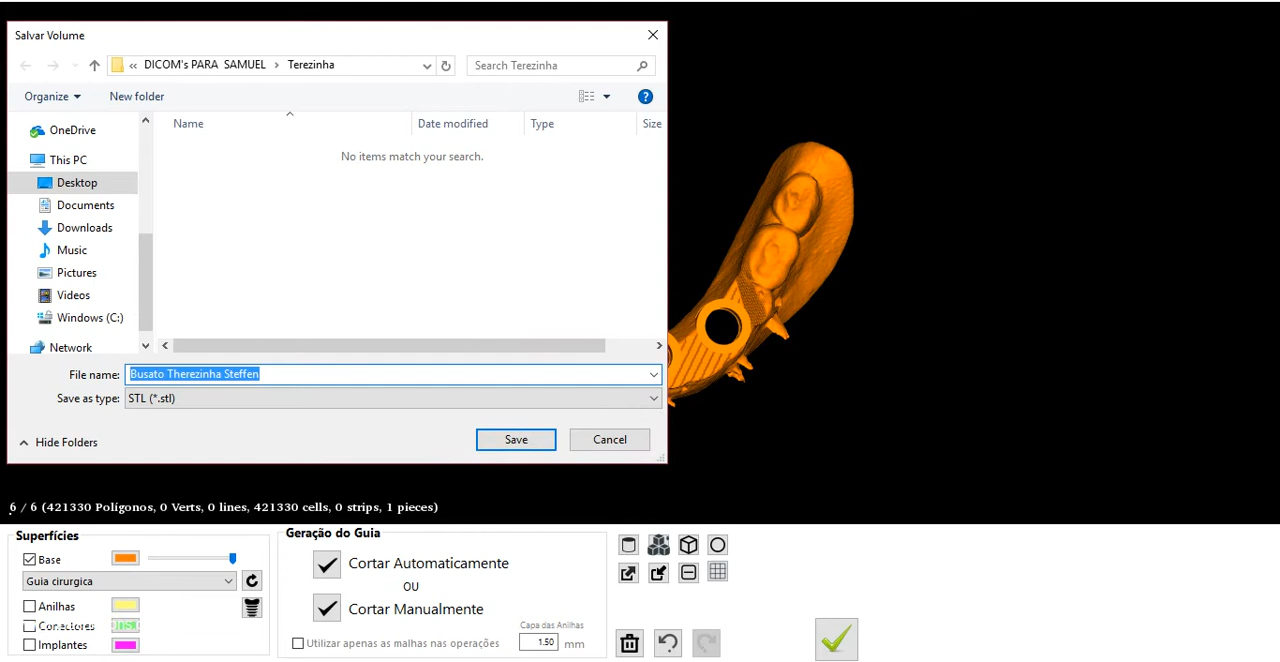 Salvar Volume
« DICOM's PARA SAMUEL › Terezinha
Search Terezinha
Organize
New folder
Name
Date modified
Type
Size
No items match your search.
OneDrive
This PC
Desktop
Documents
Downloads
Music
Pictures
Videos
Windows (C:)
Network
File name: Busato Therezinha Steffen
Save as type: STL (*.stl)
Hide Folders
Save
Cancel
6 / 6 (421330 Polígonos, 0 Verts, 0 lines, 421330 cells, 0 strips, 1 pieces)
Superfícies
Base
Guia cirurgica
Anilhas
Conectores
Implantes
Geração do Guia
Cortar Automaticamente
OU
Cortar Manualmente
Capa das Anilhas
Utilizar apenas as malhas nas operações
1.50 mm